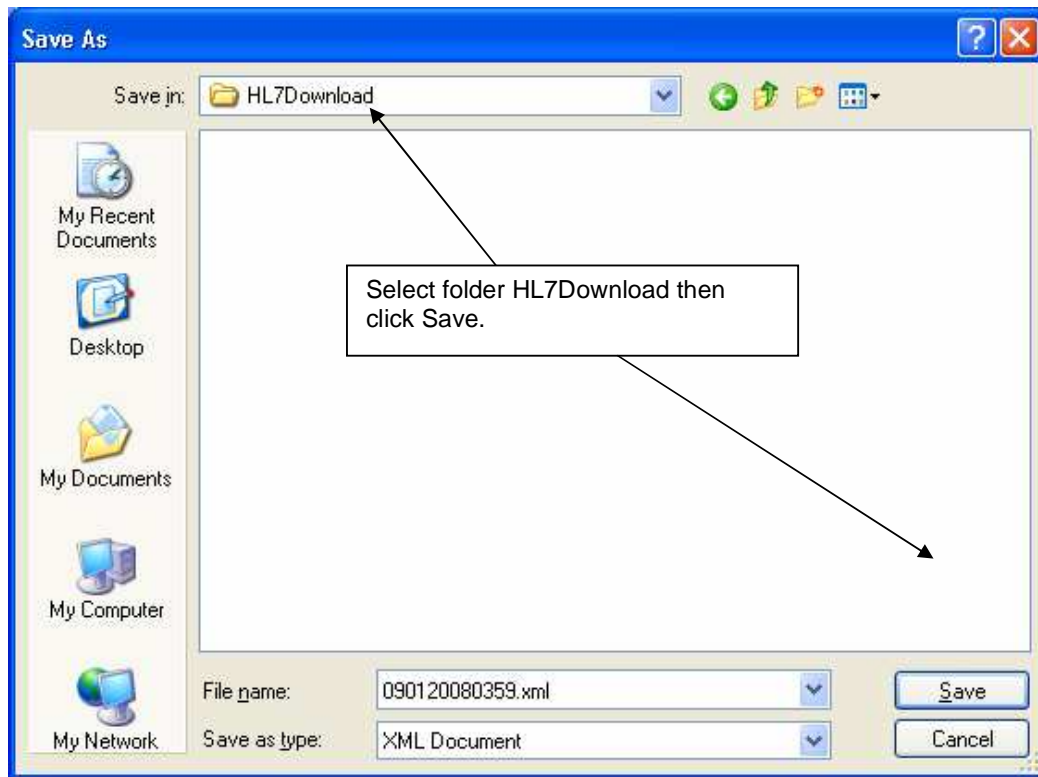 Save As
Save in:
HL7Download
My Recent
Documents
Desktop
My Documents
My Computer
My Network
Select folder HL7Download then
click Save.
File name:
090120080359.xml
Save
Save as type:
XML Document
Cancel